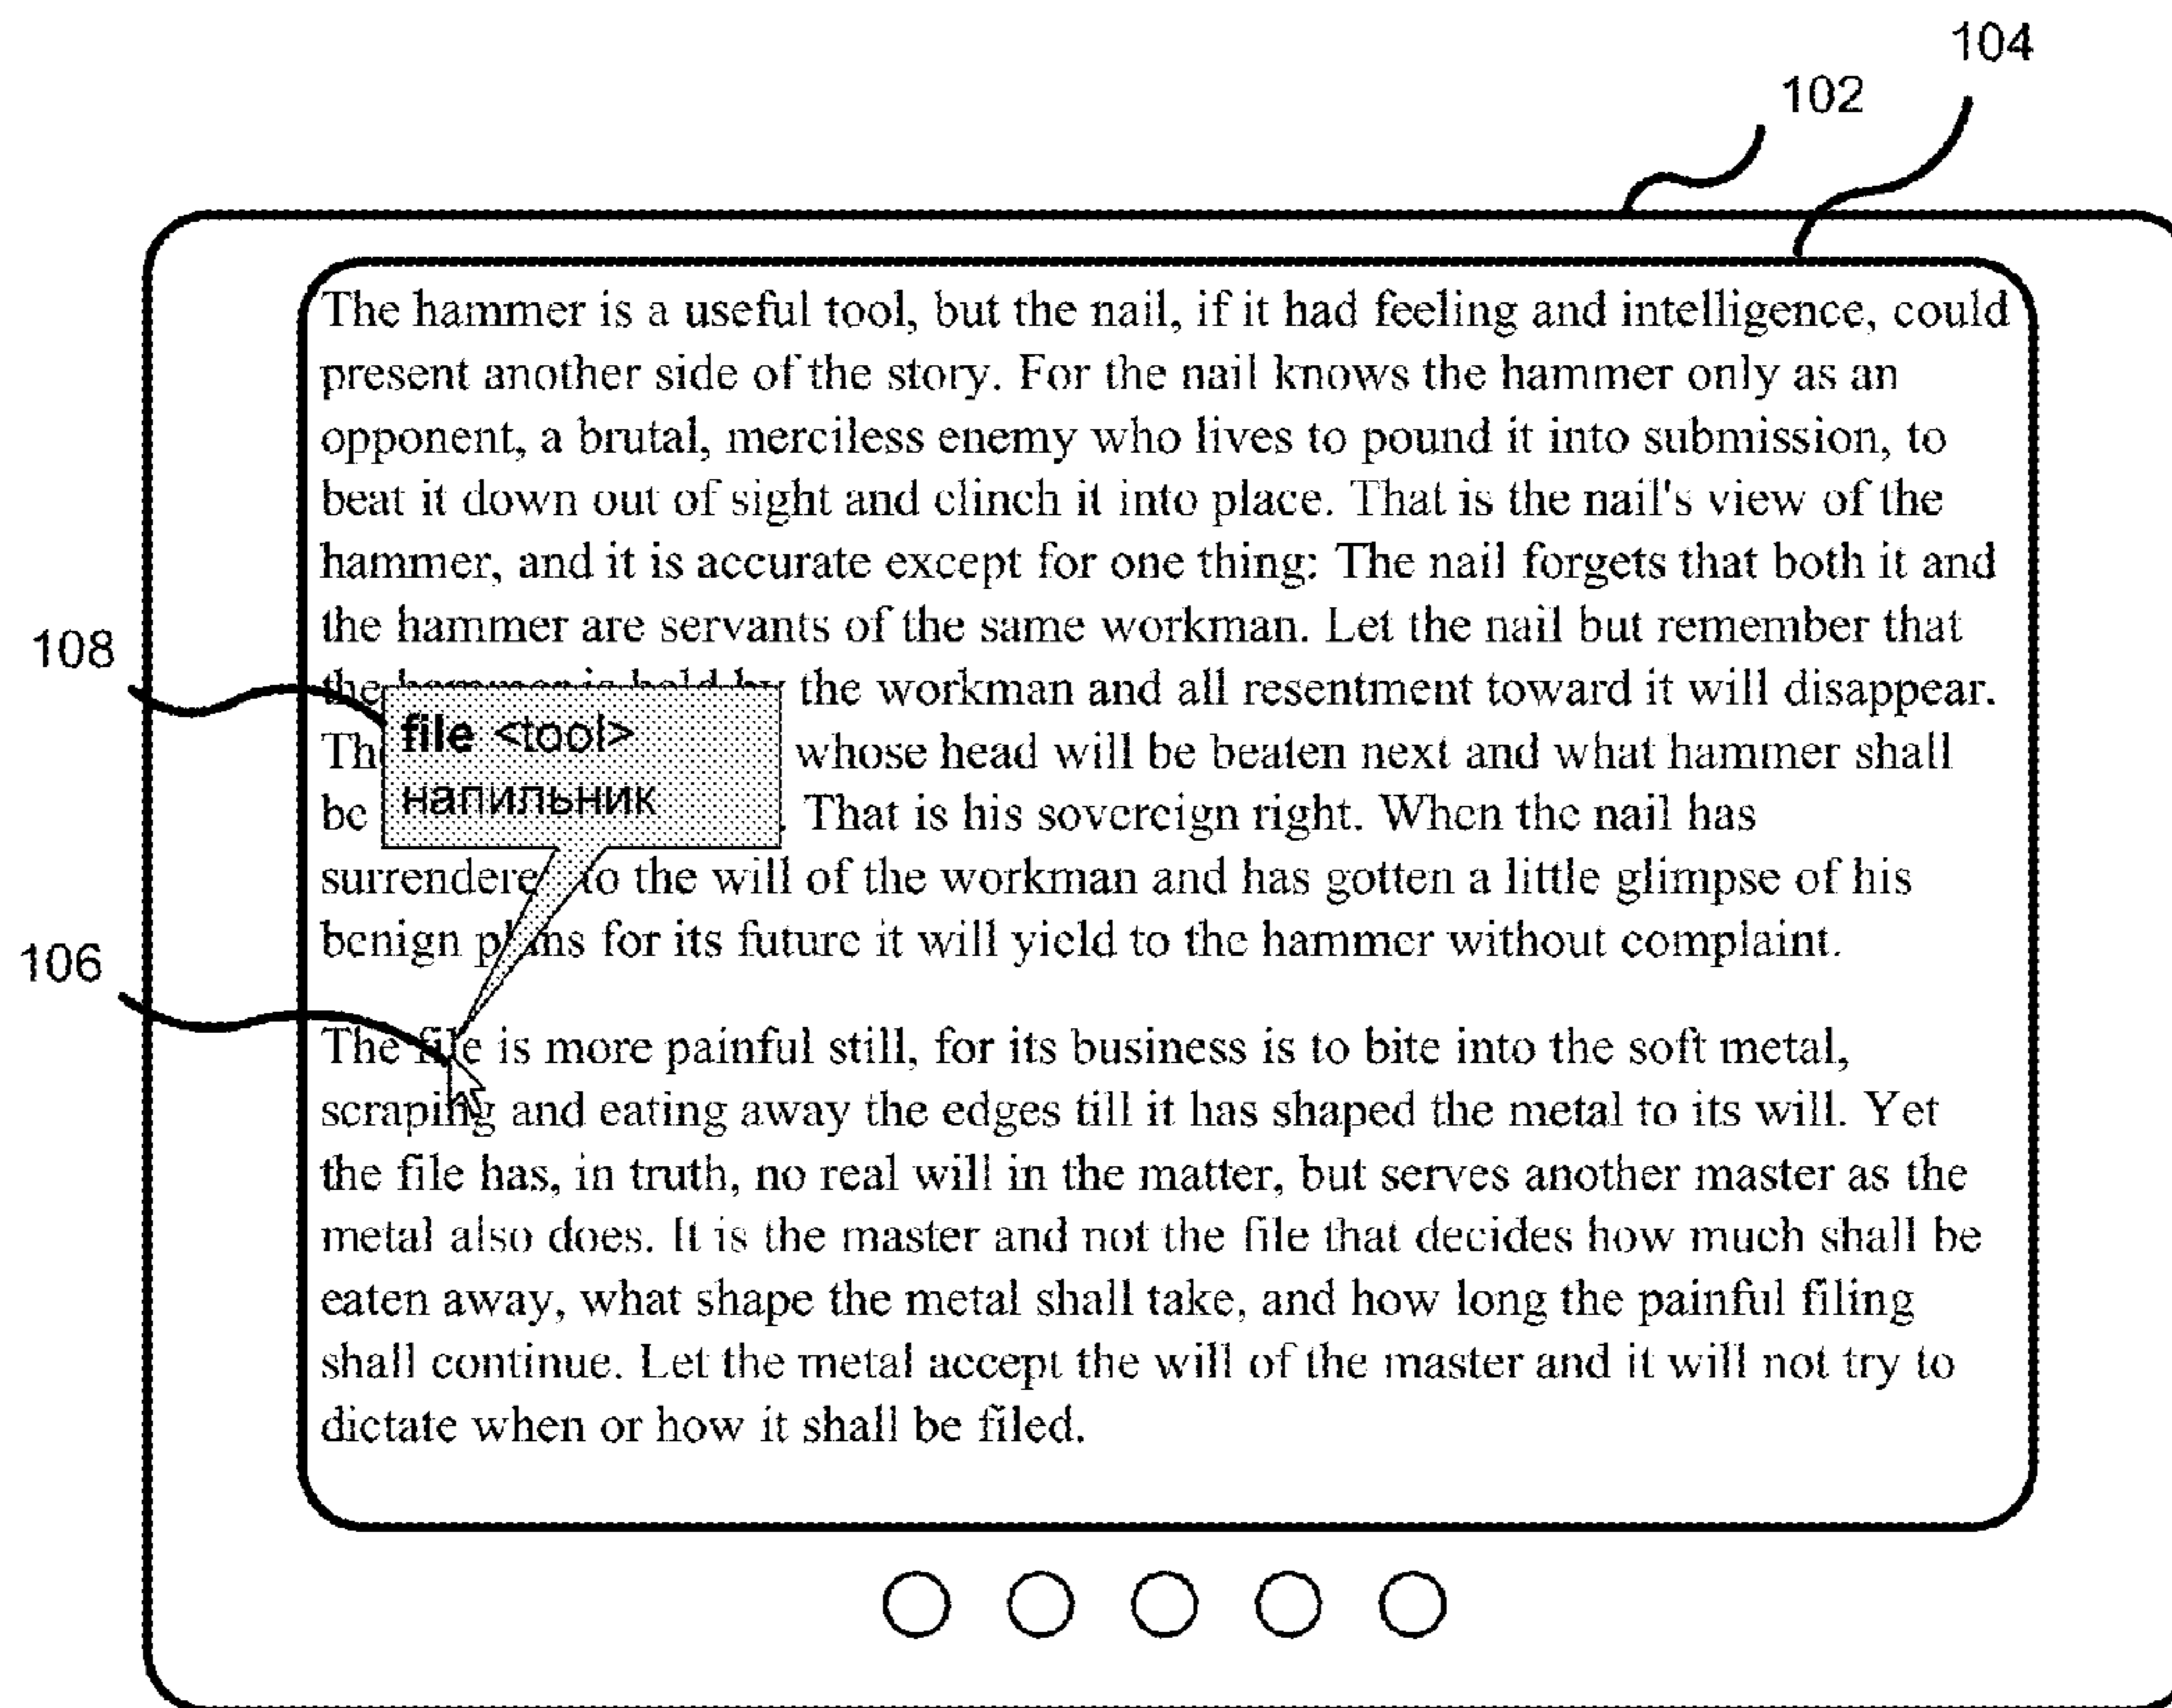 104
102
The hammer is a useful tool, but the nail, if it had feeling and intelligence, could
present another side of the story. For the nail knows the hammer only as an
opponent, a brutal, merciless enemy who lives to pound it into submission, to
beat it down out of sight and clinch it into place. That is the nail's view of the
hammer, and it is accurate except for one thing: The nail forgets that both it and
the hammer are servants of the same workman. Let the nail but remember that
108
the hammer is held by the workman and all resentment toward it will disappear.
file <tool>
whose head will be beaten next and what hammer shall
напильник
be . That is his sovereign right. When the nail has
surrendere to the will of the workman and has gotten a little glimpse of his
benign plans for its future it will yield to the hammer without complaint.
106
The file is more painful still, for its business is to bite into the soft metal,
scraping and eating away the edges till it has shaped the metal to its will. Yet
the file has, in truth, no real will in the matter, but serves another master as the
metal also does. It is the master and not the file that decides how much shall be
eaten away, what shape the metal shall take, and how long the painful filing
shall continue. Let the metal accept the will of the master and it will not try to
dictate when or how it shall be filed.